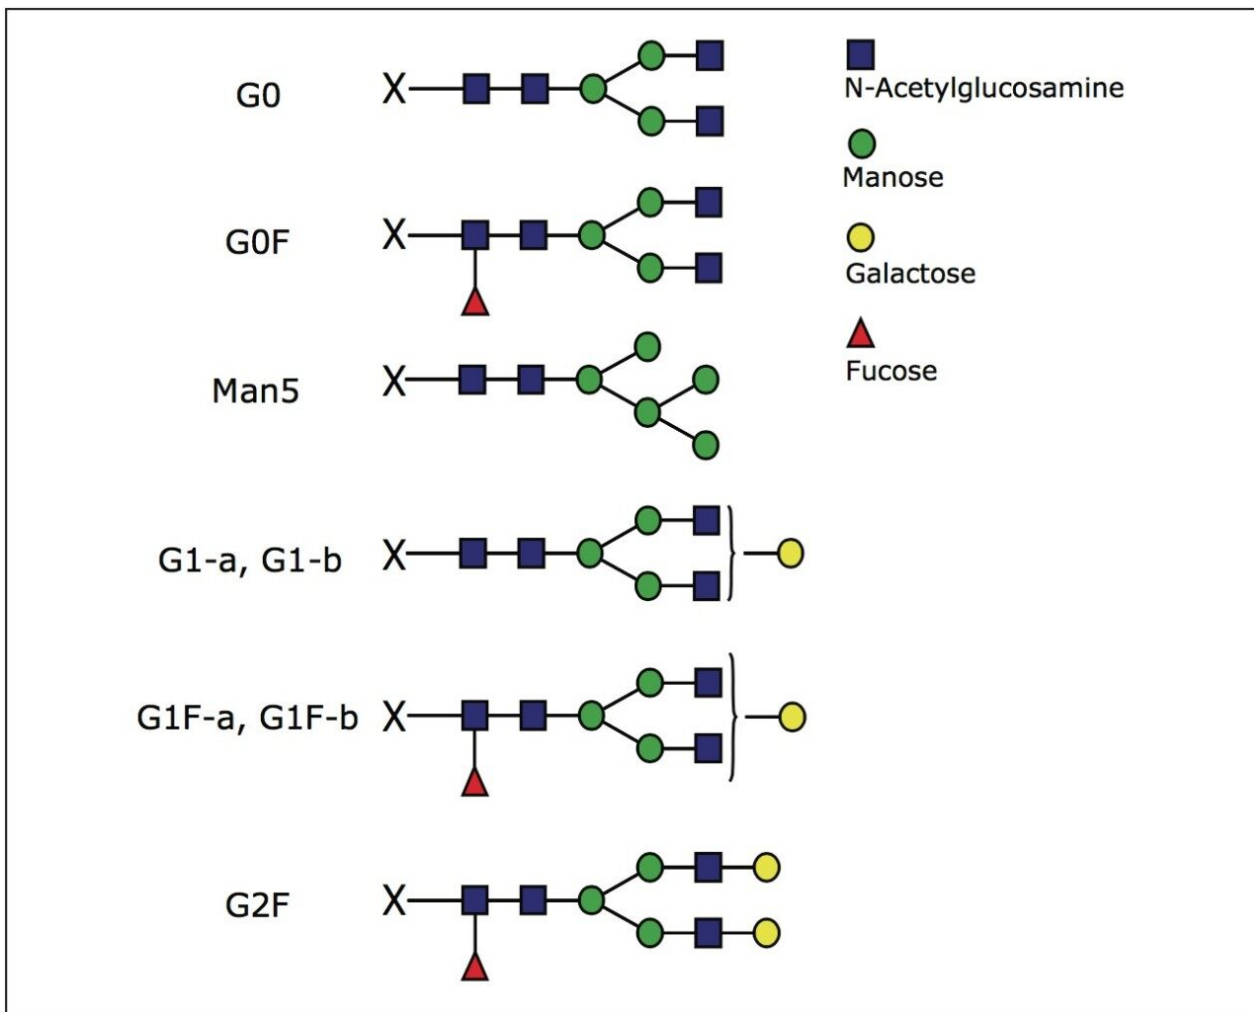 G0
X
N-Acetylglucosamine
Manose
G0F
X
Galactose
Fucose
Man5
X
G1-a, G1-b
X
G1F-a, G1F-b
X
G2F
X